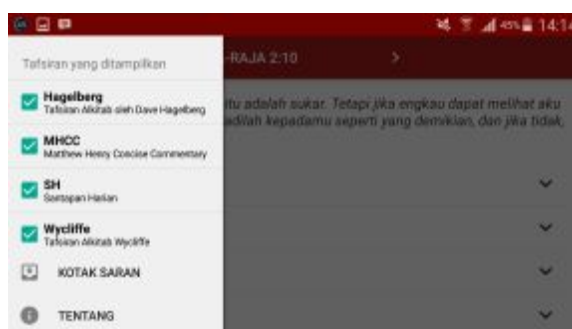 45% 14:14
Tafsiran yang ditampilkan
-RAJA 2:10
Hagelberg
Tafsiran Alkitab oleh Dave Hagelberg
itu adalah sukar. Tetapi jika engkau dapat melihat aku
adilah kepadamu seperti yang demikian, dan jika tidak,
MHCC
Matthew Henry Concise Commentary
SH
Santapan Harian
Wycliffe
Tafsiran Alkitab Wycliffe
KOTAK SARAN
TENTANG